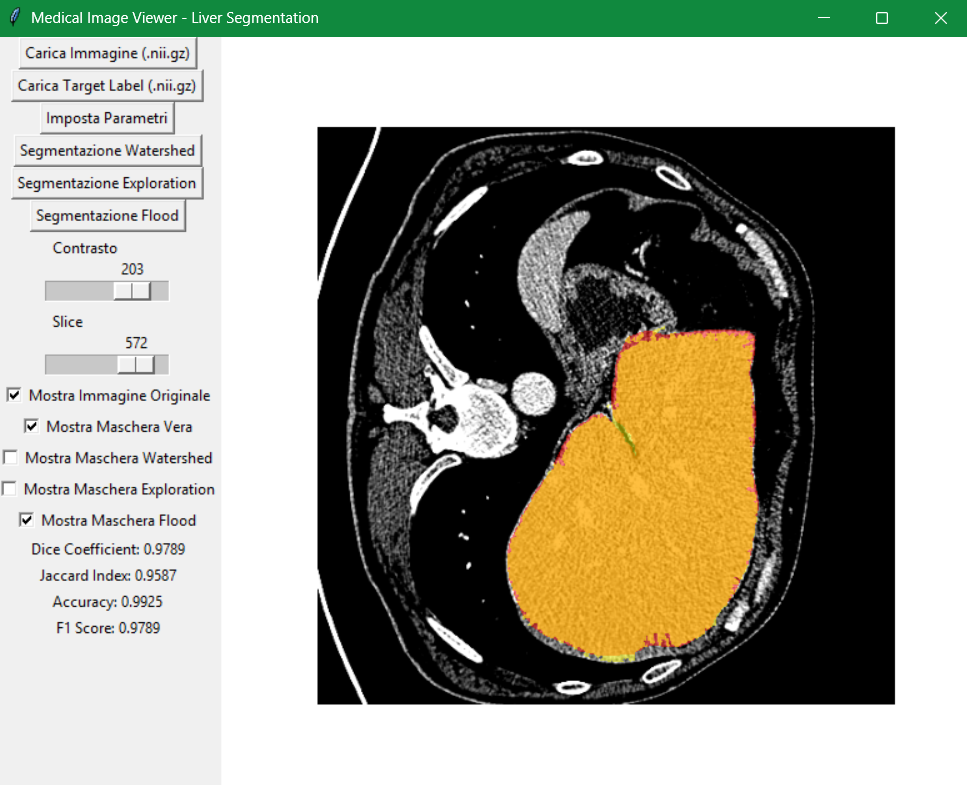 Medical Image Viewer - Liver Segmentation
Carica Immagine (.nii.gz)
Carica Target Label (.nii.gz)
Imposta Parametri
Segmentazione Watershed
Segmentazione Exploration
Segmentazione Flood
Contrasto
203
Slice
572
Mostra Immagine Originale
Mostra Maschera Vera
Mostra Maschera Watershed
Mostra Maschera Exploration
Mostra Maschera Flood
Dice Coefficient: 0.9789
Jaccard Index: 0.9587
Accuracy: 0.9925
F1 Score: 0.9789